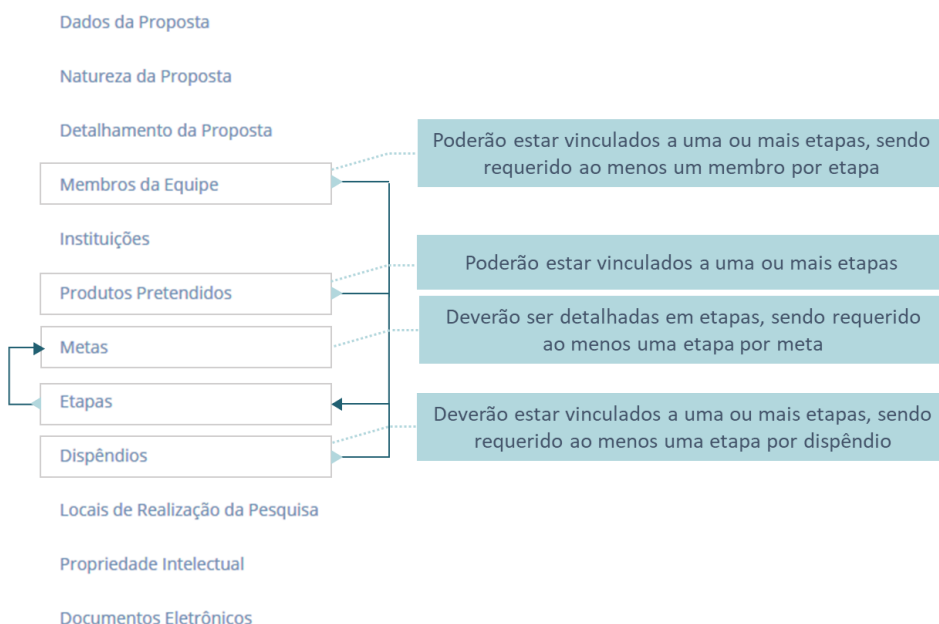 Dados da Proposta
Natureza da Proposta
Detalhamento da Proposta
Poderão estar vinculados a uma ou mais etapas, sendo
requerido ao menos um membro por etapa
Membros da Equipe
Instituições
Poderão estar vinculados a uma ou mais etapas
Produtos Pretendidos
Deverão ser detalhadas em etapas, sendo requerido
ao menos uma etapa por meta
Metas
Etapas
Deverão estar vinculados a uma ou mais etapas, sendo
requerido ao menos uma etapa por dispêndio
Dispêndios
Locais de Realização da Pesquisa
Propriedade Intelectual
Documentos Eletrônicos